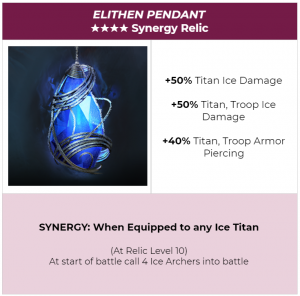 ELITHEN PENDANT
★★★★ Synergy Relic
+50% Titan Ice Damage
+50% Titan, Troop Ice
Damage
+40% Titan, Troop Armor
Piercing
SYNERGY: When Equipped to any Ice Titan
(At Relic Level 10)
At start of battle call 4 Ice Archers into battle